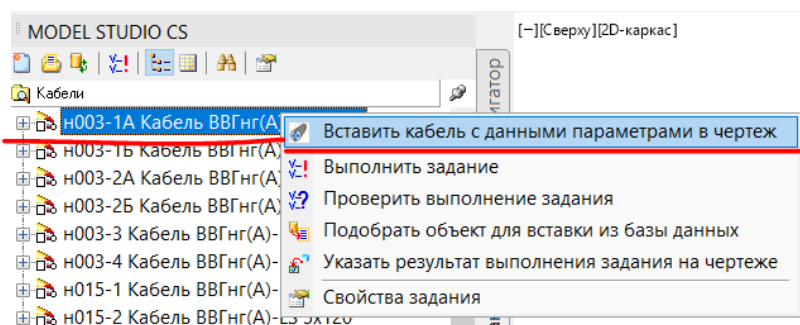 MODEL STUDIO CS
[−][Сверху][2D-каркас]
Кабели
н003-1А Кабель ВВГнг(А)
Вставить кабель с данными параметрами в чертеж
н003-1Б Кабель ВВГнг(А)
Выполнить задание
н003-2А Кабель ВВГнг(А)
Проверить выполнение задания
н003-2Б Кабель ВВГнг(А)
Подобрать объект для вставки из базы данных
н003-3 Кабель ВВГнг(А)-
Указать результат выполнения задания на чертеже
н003-4 Кабель ВВГнг(А)-
н015-1 Кабель ВВГнг(А)-
Свойства задания
н015-2 Кабель ВВГнг(А)-LS 5х120